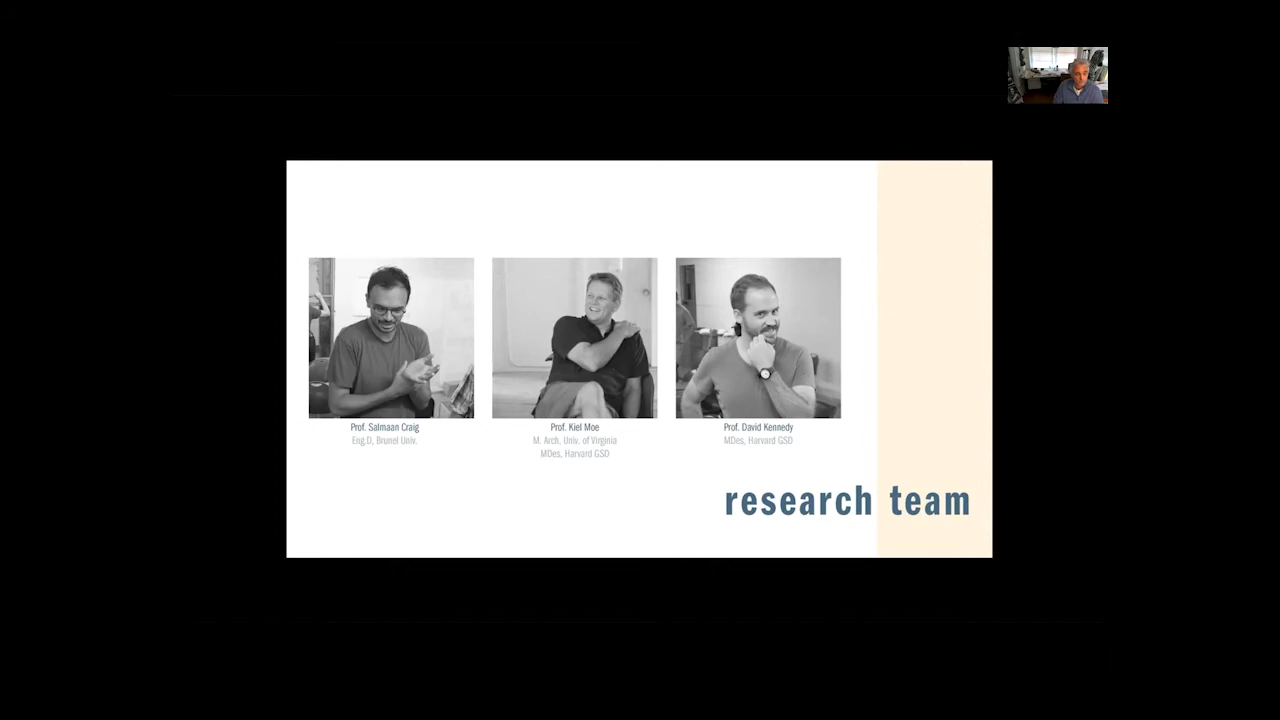 Prof. Salmaan Craig
Eng.D, Brunel Univ.
Prof. Kiel Moe
M. Arch, Univ. of Virginia
MDes, Harvard GSD
Prof. David Kennedy
MDes, Harvard GSD
research team